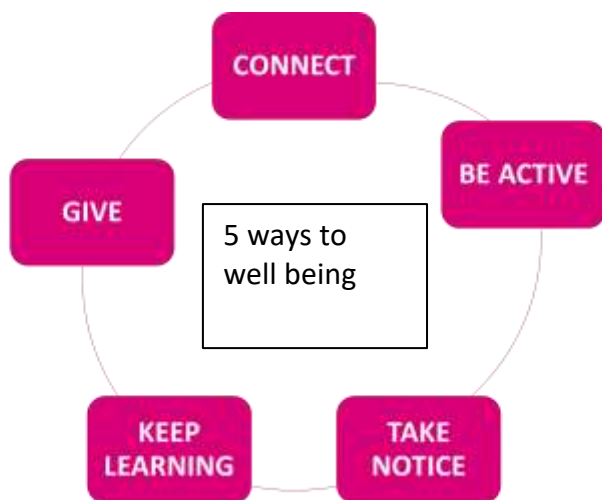 CONNECT
BE ACTIVE
GIVE
5 ways to
well being
KEEP
LEARNING
TAKE
NOTICE